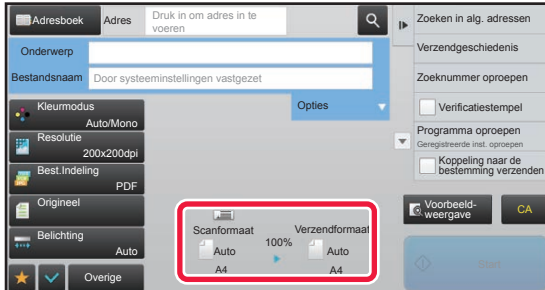 Adresboek
Adres
Druk in om adres in te
voeren
Onderwerp
Bestandsnaam
Door systeeminstellingen vastgezet
Opties
Kleurmodus
Auto/Mono
Resolutie
200x200dpi
Best.Indeling
PDF
Origineel
Belichting
Auto
Overige
Scanformaat
Auto
A4
100%
Verzendformaat
Auto
A4
Zoeken in alg. adressen
Verzendgeschiedenis
Zoeknummer oproepen
Verificatiestempel
Programma oproepen
Geregistreerde inst. oproepen
Koppeling naar de
bestemming verzenden
Voorbeeld-
weergave
CA
Start